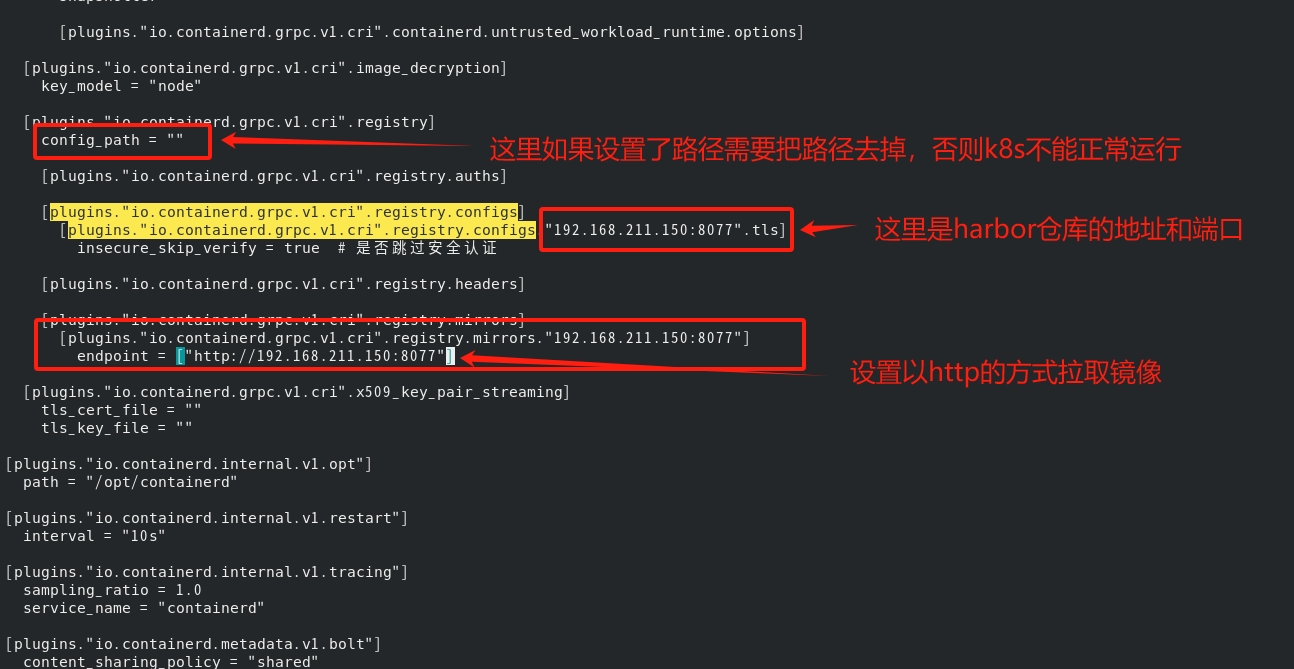 [plugins."io.containerd.grpc.v1.cri".containerd.untrusted_workload_runtime.options]
[plugins."io.containerd.grpc.v1.cri".image_decryption]
key_model = "node"
[plugins."io.containerd.grpc.v1.cri".registry]
config_path = ""
这里如果设置了路径需要把路径去掉，否则k8s不能正常运行
[plugins."io.containerd.grpc.v1.cri".registry.auths]
[plugins."io.containerd.grpc.v1.cri".registry.configs]
[plugins."io.containerd.grpc.v1.cri".registry.configs."192.168.211.150:8077".tls]
这里是harbor仓库的地址和端口
insecure_skip_verify = true  # 是否跳过安全认证
[plugins."io.containerd.grpc.v1.cri".registry.headers]
[plugins."io.containerd.grpc.v1.cri".registry.mirrors]
[plugins."io.containerd.grpc.v1.cri".registry.mirrors."192.168.211.150:8077"]
endpoint = ["http://192.168.211.150:8077"]
设置以http的方式拉取镜像
[plugins."io.containerd.grpc.v1.cri".x509_key_pair_streaming]
tls_cert_file = ""
tls_key_file = ""
[plugins."io.containerd.internal.v1.opt"]
path = "/opt/containerd"
[plugins."io.containerd.internal.v1.restart"]
interval = "10s"
[plugins."io.containerd.internal.v1.tracing"]
sampling_ratio = 1.0
service_name = "containerd"
[plugins."io.containerd.metadata.v1.bolt"]
content_sharing_policy = "shared"